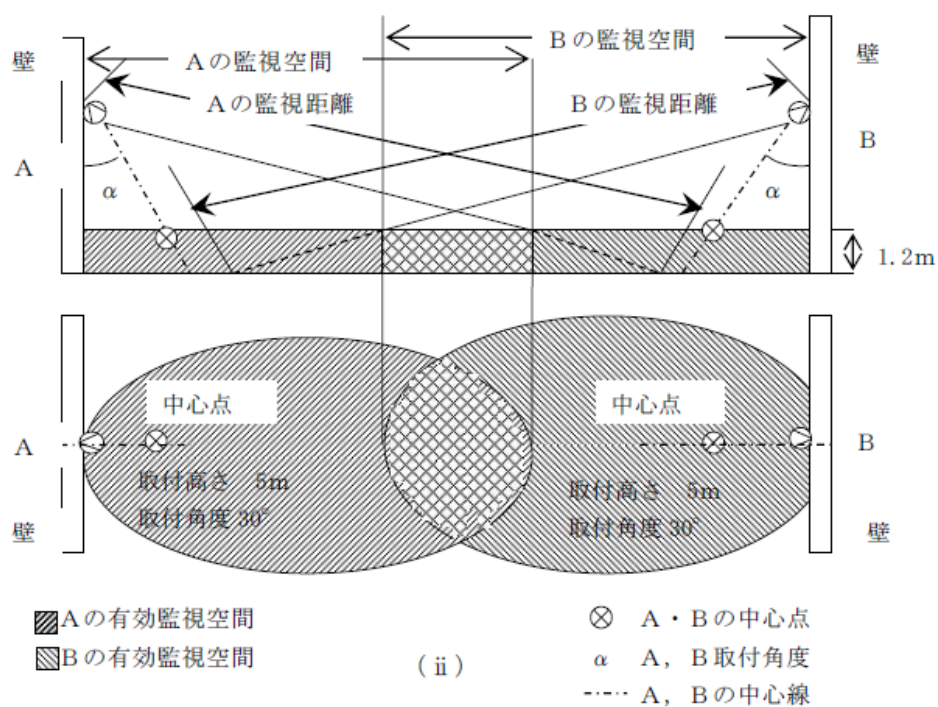 壁
Bの監視空間
壁
Aの監視空間
Aの監視距離
Bの監視距離
A
B
α
α
1.2m
中心点
中心点
A
B
取付高さ 5m
取付角度30°
取付高さ 5m
取付角度30°
壁
壁
Aの有効監視空間
A・Bの中心点
Bの有効監視空間
(ⅱ)
α A,B取付角度
A,Bの中心線